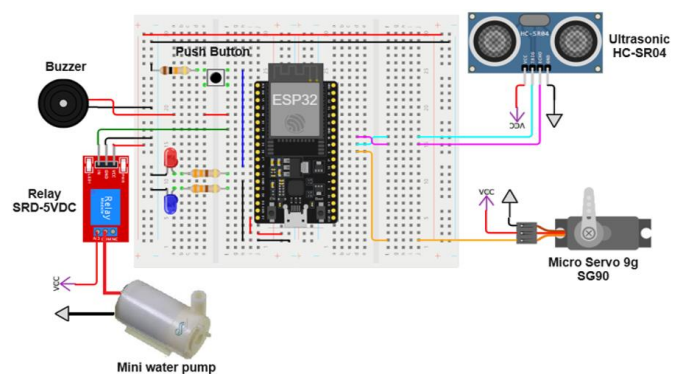 Push Button
Buzzer
ESP32
HC-SR04
Ultrasonic
HC-SR04
VCC
Relay
SRD-5VDC
Relay
VCC
VCC
Micro Servo 9g
SG90
Mini water pump